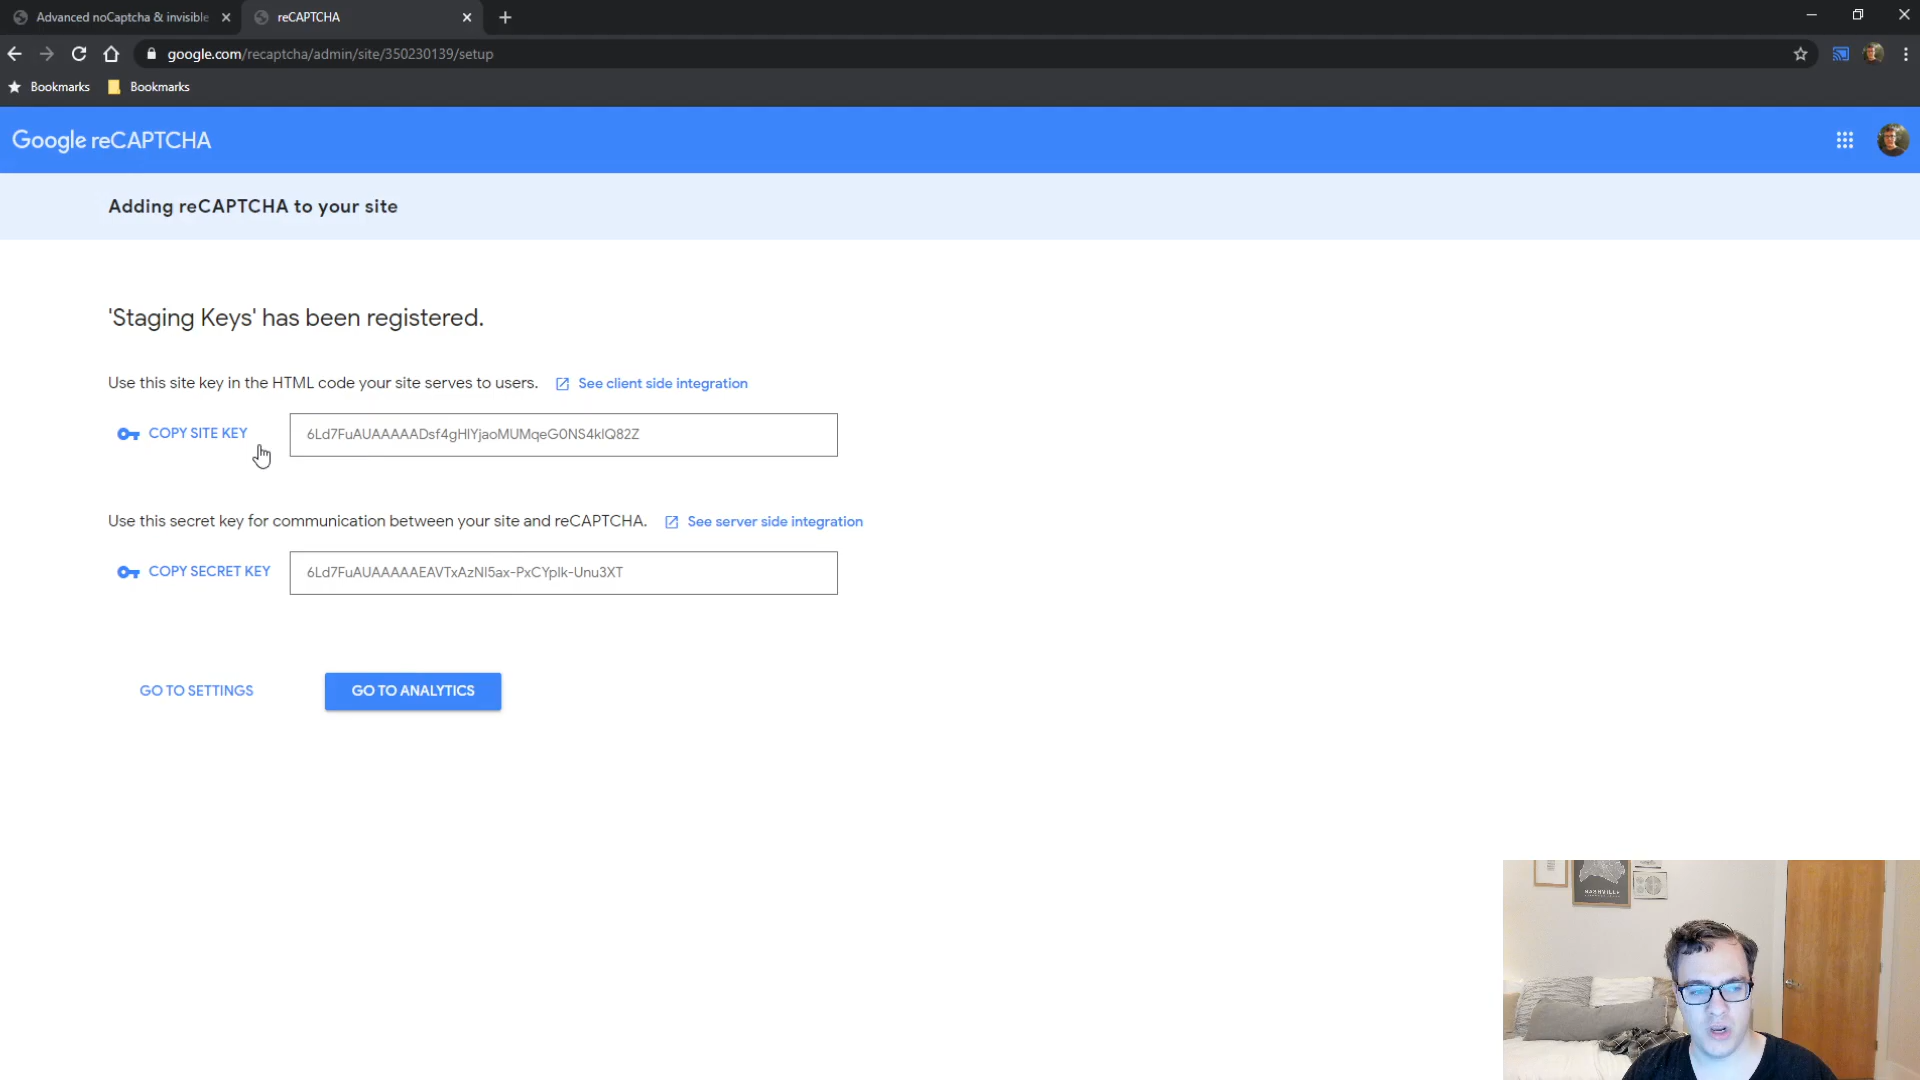 Advanced noCaptcha & invisible
reCAPTCHA
google.com/recaptcha/admin/site/350230139/setup
Bookmarks
Bookmarks
Google reCAPTCHA
Adding reCAPTCHA to your site
'Staging Keys' has been registered.
Use this site key in the HTML code your site serves to users.
See client side integration
COPY SITE KEY
6Ld7FuAUAAAAADsf4gHlYjaoMUMqeG0NS4klQ82Z
Use this secret key for communication between your site and reCAPTCHA.
See server side integration
COPY SECRET KEY
6Ld7FuAUAAAAAEAVTxAzNl5ax-PxCYplk-Unu3XT
GO TO SETTINGS
GO TO ANALYTICS
NASHVILLE